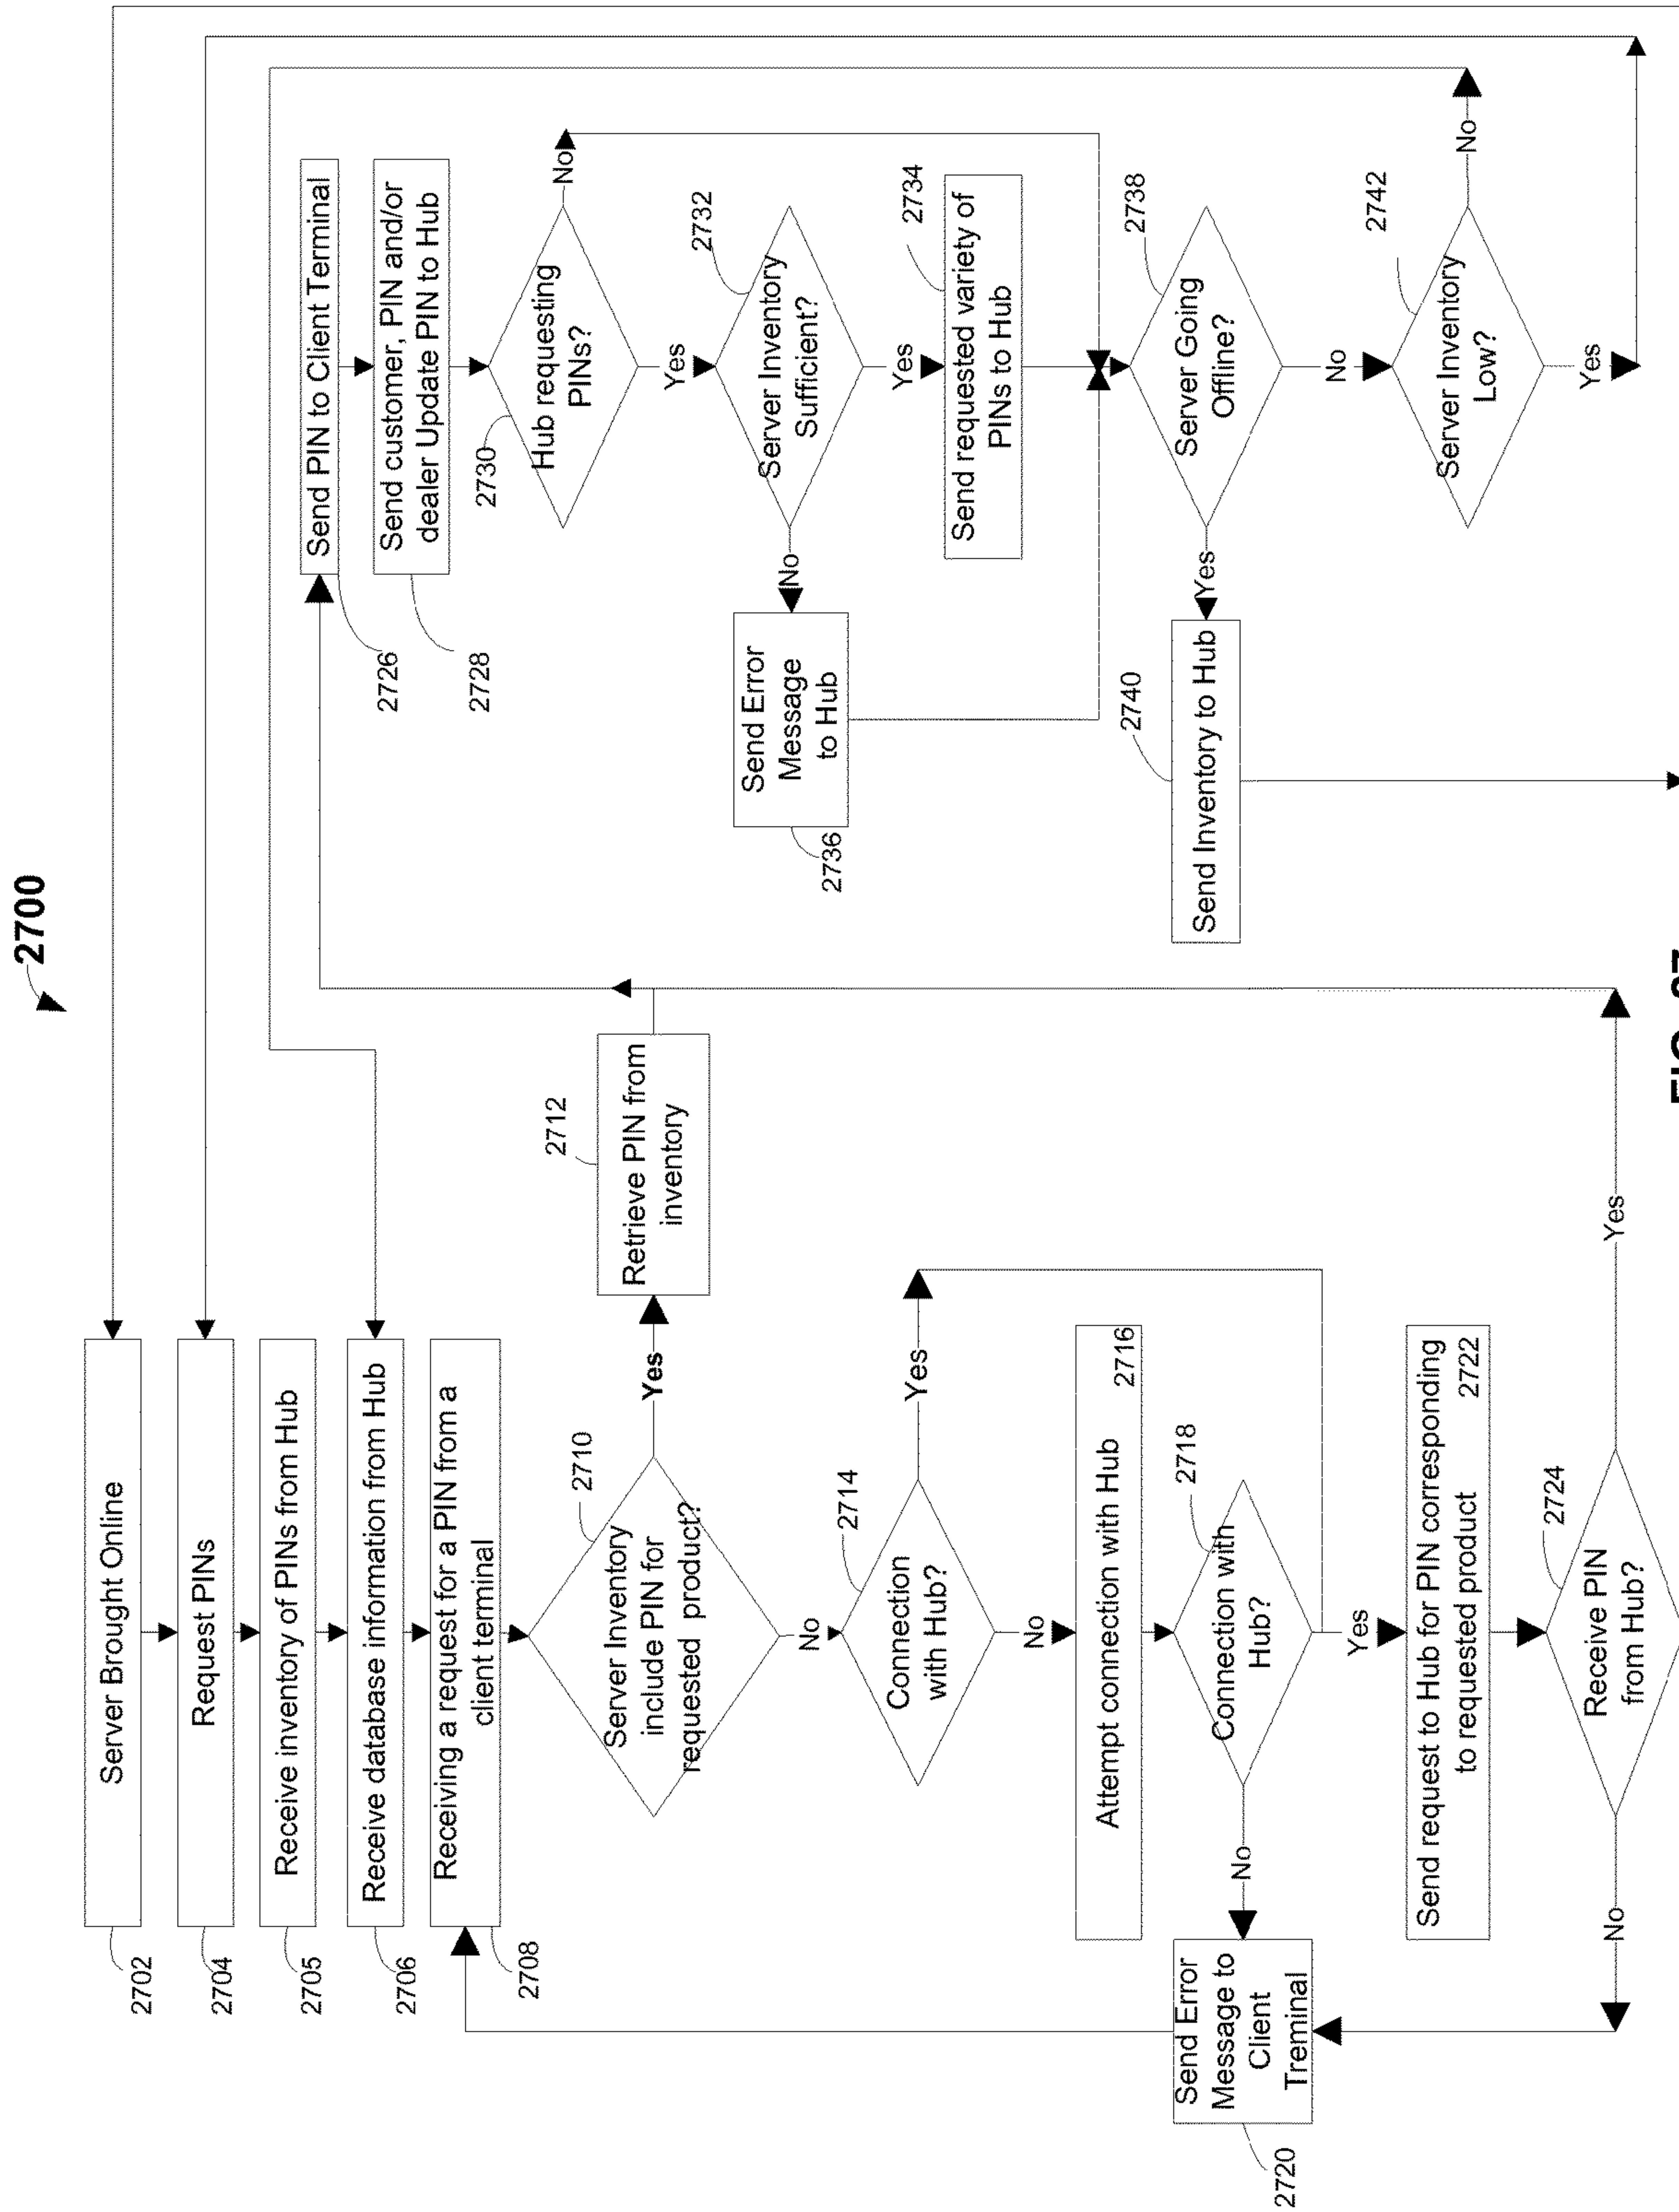 2700
Server Brought Online
2702
Request PINs
2704
Receive inventory of PINs from Hub
2705
Receive database information from Hub
2706
Receiving a request for a PIN from a
client terminal
2708
Server Inventory
include PIN for
requested product?
2710
Yes
Retrieve PIN from
inventory
2712
No
Connection
with Hub?
2714
Yes
No
Attempt connection with Hub
2716
Connection with
Hub?
2718
No
Send Error
Message to
Client
Treminal
2720
Yes
Send request to Hub for PIN corresponding
to requested product
2722
Receive PIN
from Hub?
2724
No
Yes
Send PIN to Client Terminal
2726
Send customer, PIN and/or
dealer Update PIN to Hub
2728
Hub requesting
PINs?
2730
No
Yes
Server Inventory
Sufficient?
2732
No
Send Error
Message
to Hub
2736
Yes
Send requested variety of
PINs to Hub
2734
Server Going
Offline?
2738
Yes
Send Inventory to Hub
2740
No
Server Inventory
Low?
2742
No
Yes